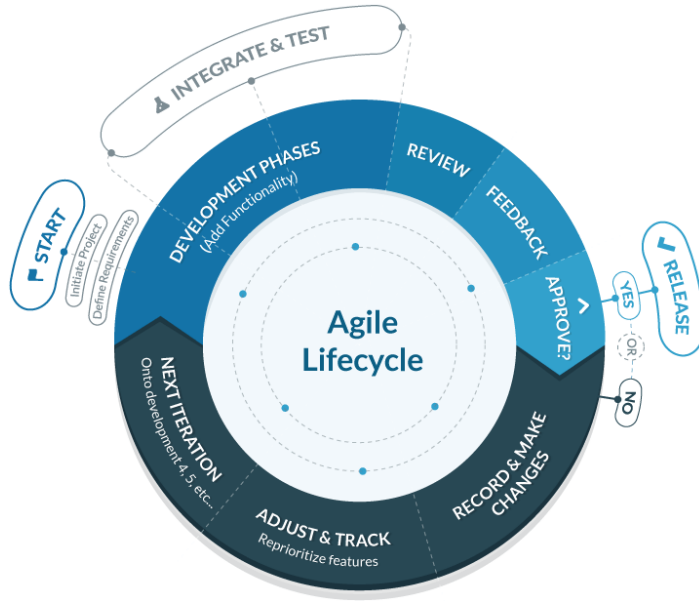 INTEGRATE & TEST
START
Initiate Project
Define Requirements
DEVELOPMENT PHASES
(Add Functionality)
REVIEW
FEEDBACK
APPROVE?
YES
OR
NO
RELEASE
RECORD & MAKE
CHANGES
ADJUST & TRACK
Reprioritize features
NEXT ITERATION
Onto development 4, 5, etc...
Agile
Lifecycle